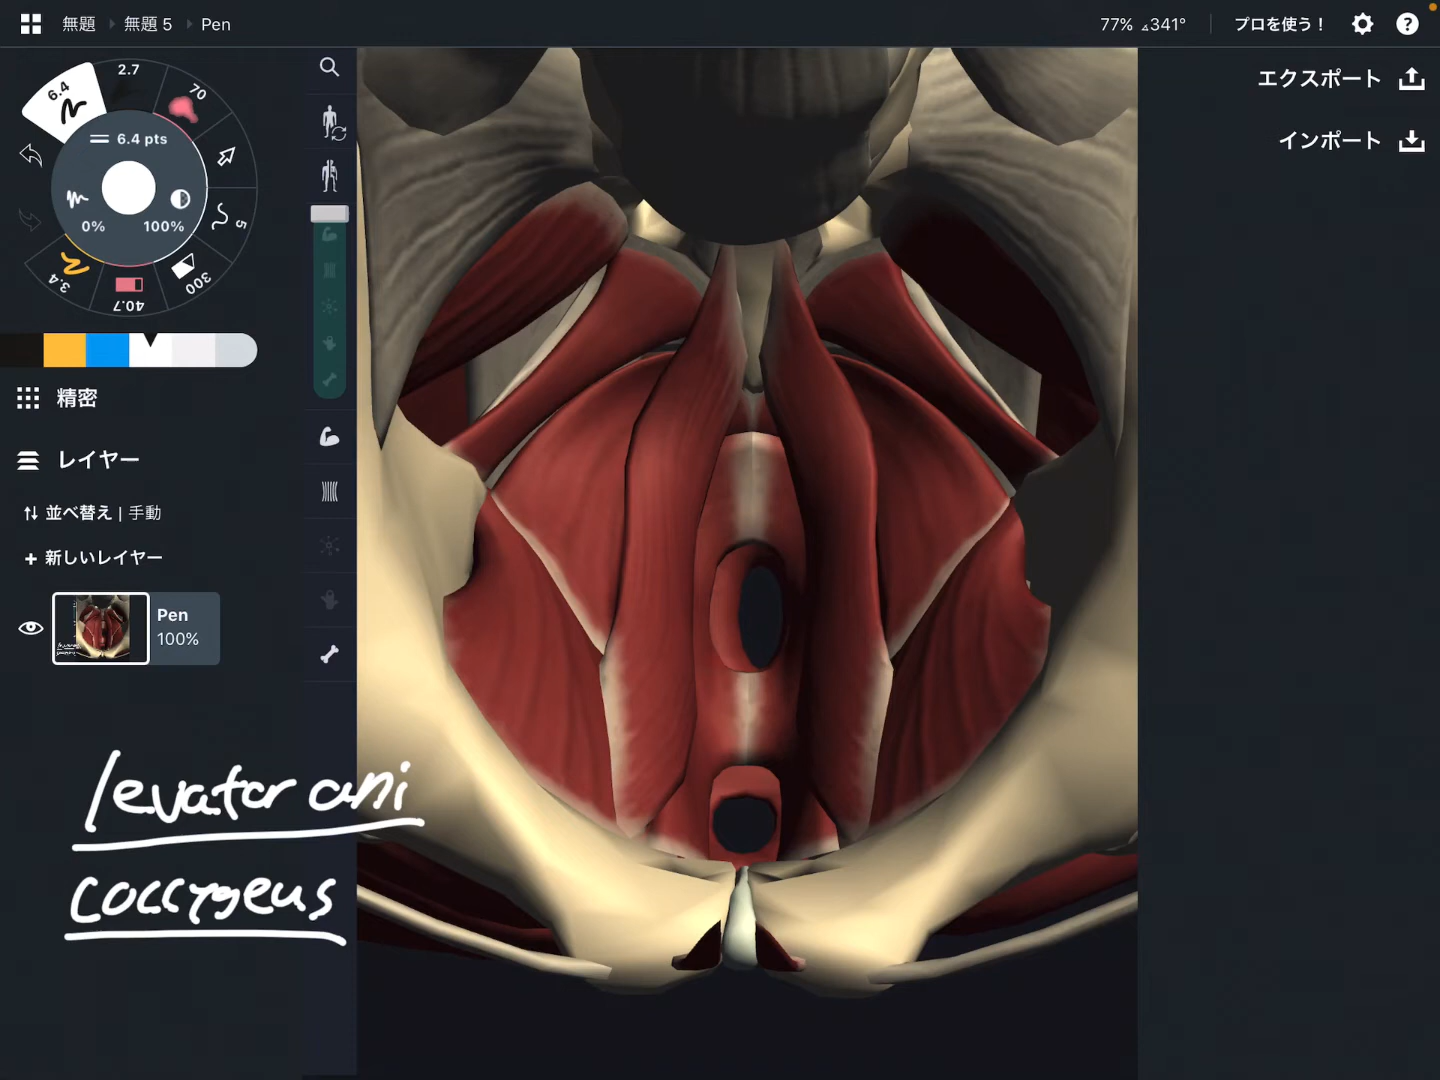 無題 無題 5 Pen
77% ⊿341° プロを使う！
エクスポート
インポート
6.4
2.7
70
6.4 pts
0% 100%
5
3.4
40.7
300
精密
レイヤー
並べ替え | 手動
+ 新しいレイヤー
Pen
100%
levator ani
coccygeus